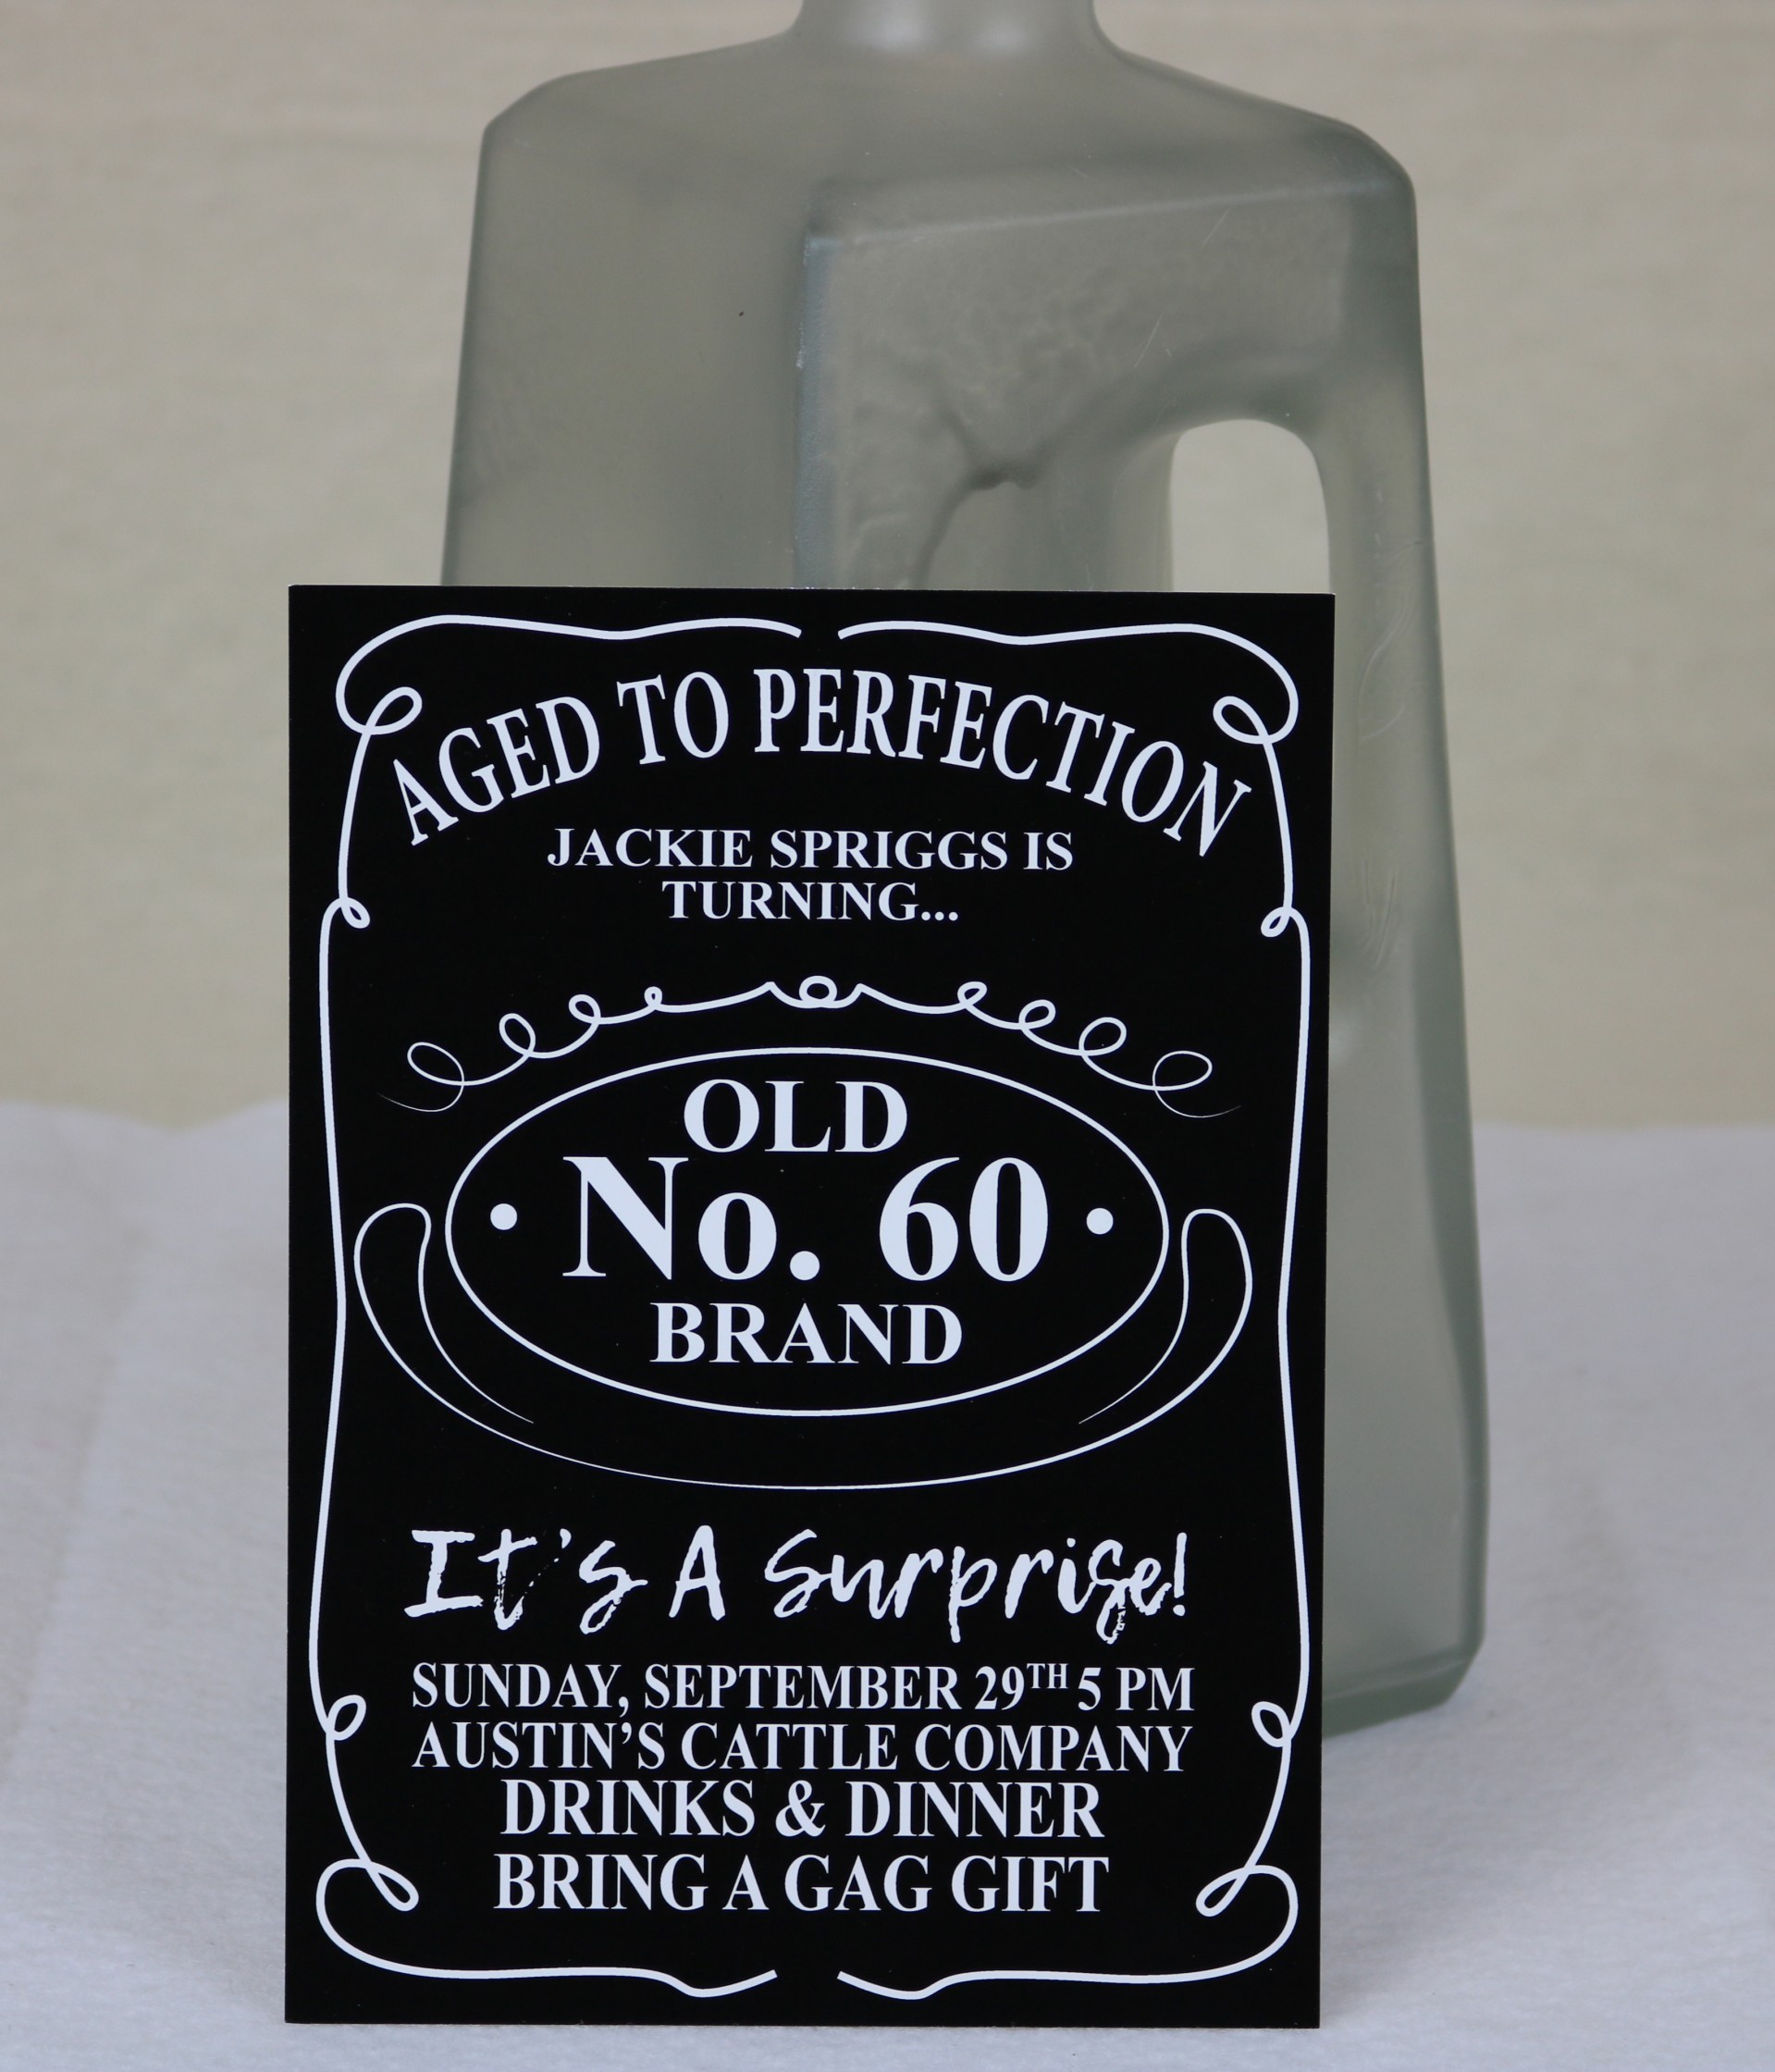 AGED TO PERFECTION
JACKIE SPRIGGS IS
TURNING...
OLD
· No. 60 ·
BRAND
It's A Surprise!
SUNDAY, SEPTEMBER 29TH 5 PM
AUSTIN’S CATTLE COMPANY
DRINKS & DINNER
BRING A GAG GIFT